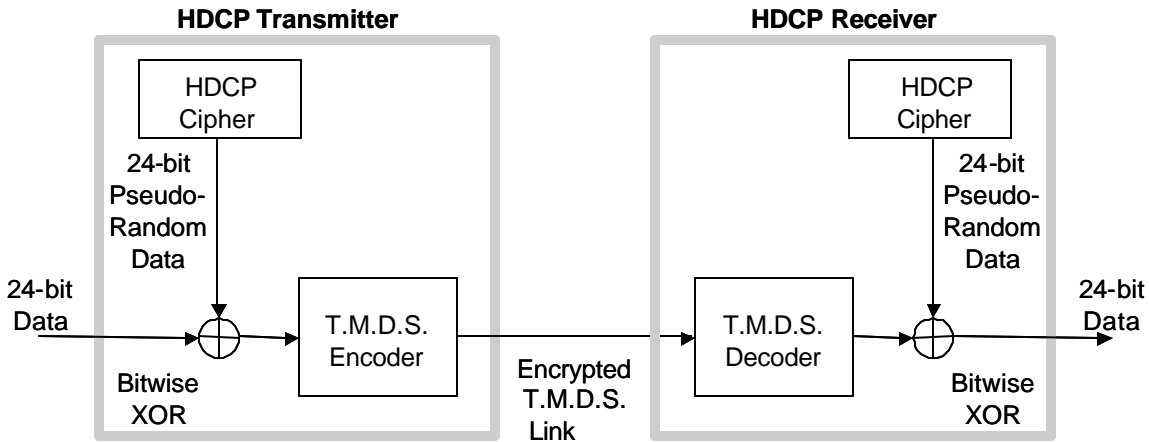 HDCP Transmitter
HDCP Receiver
HDCP
Cipher
24-bit
Pseudo-
Random
Data
24-bit
Data
T.M.D.S.
Encoder
Bitwise
XOR
Encrypted
T.M.D.S.
Link
HDCP
Cipher
24-bit
Pseudo-
Random
Data
T.M.D.S.
Decoder
Bitwise
XOR
24-bit
Data